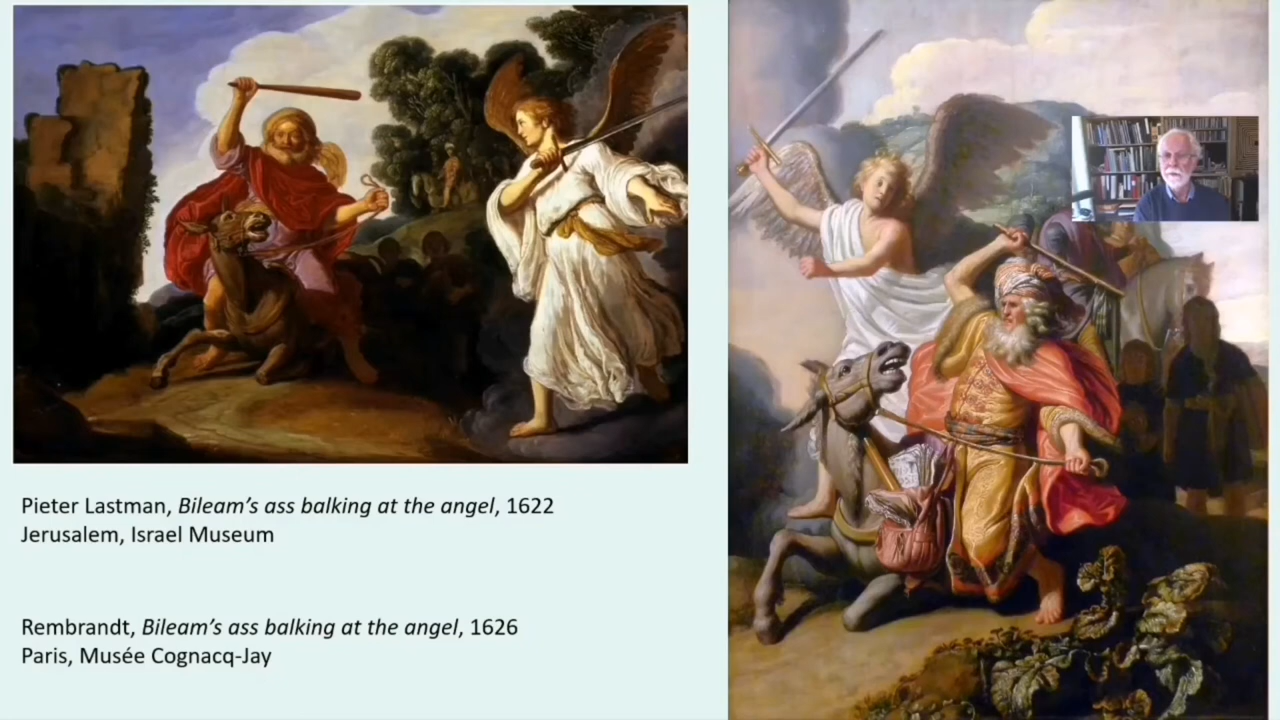 Pieter Lastman, Bileam’s ass balking at the angel, 1622
Jerusalem, Israel Museum
Rembrandt, Bileam’s ass balking at the angel, 1626
Paris, Musée Cognacq-Jay